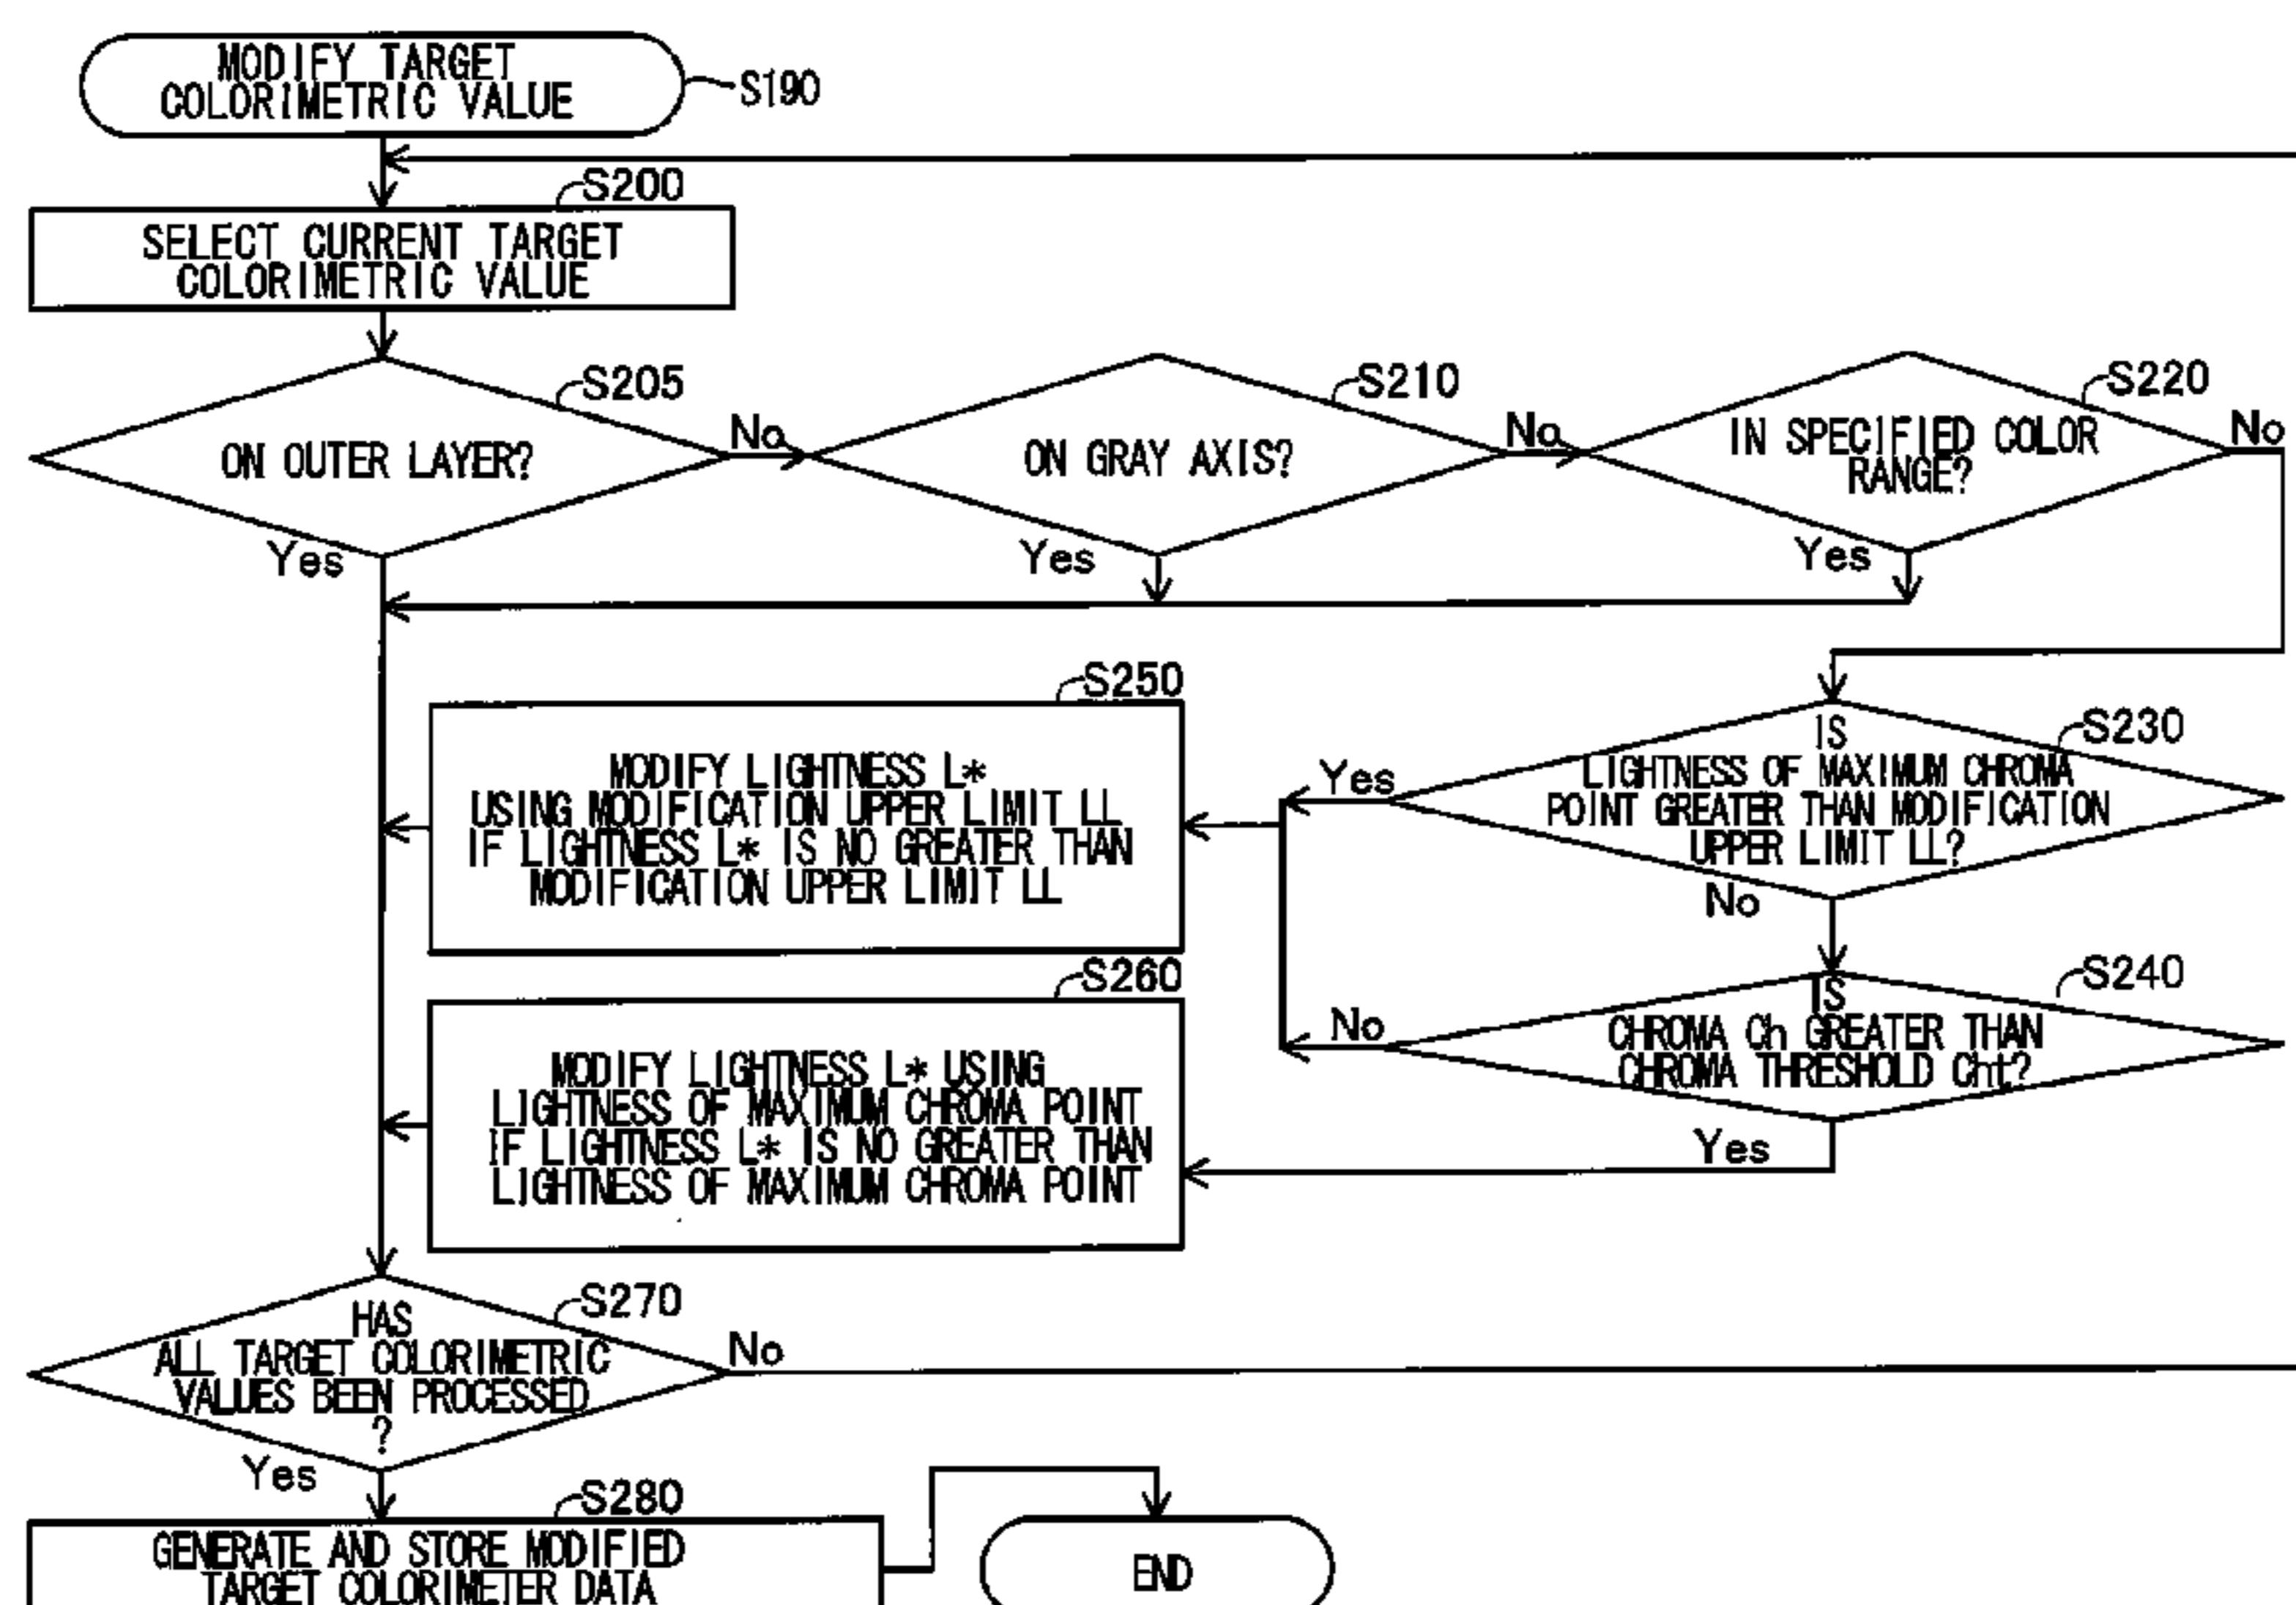 MODIFY TARGET
COLORIMETRIC VALUE
S190
S200
SELECT CURRENT TARGET
COLORIMETRIC VALUE
S205
ON OUTER LAYER?
No
Yes
S210
ON GRAY AXIS?
No
Yes
S220
IN SPECIFIED COLOR
RANGE?
No
Yes
S230
IS
LIGHTNESS OF MAXIMUM CHROMA
POINT GREATER THAN MODIFICATION
UPPER LIMIT LL?
Yes
No
S240
IS
CHROMA Ch GREATER THAN
CHROMA THRESHOLD Cht?
No
Yes
S250
MODIFY LIGHTNESS L*
USING MODIFICATION UPPER LIMIT LL
IF LIGHTNESS L* IS NO GREATER THAN
MODIFICATION UPPER LIMIT LL
S260
MODIFY LIGHTNESS L* USING
LIGHTNESS OF MAXIMUM CHROMA POINT
IF LIGHTNESS L* IS NO GREATER THAN
LIGHTNESS OF MAXIMUM CHROMA POINT
S270
HAS
ALL TARGET COLORIMETRIC
VALUES BEEN PROCESSED
?
No
Yes
S280
GENERATE AND STORE MODIFIED
TARGET COLORIMETER DATA
END